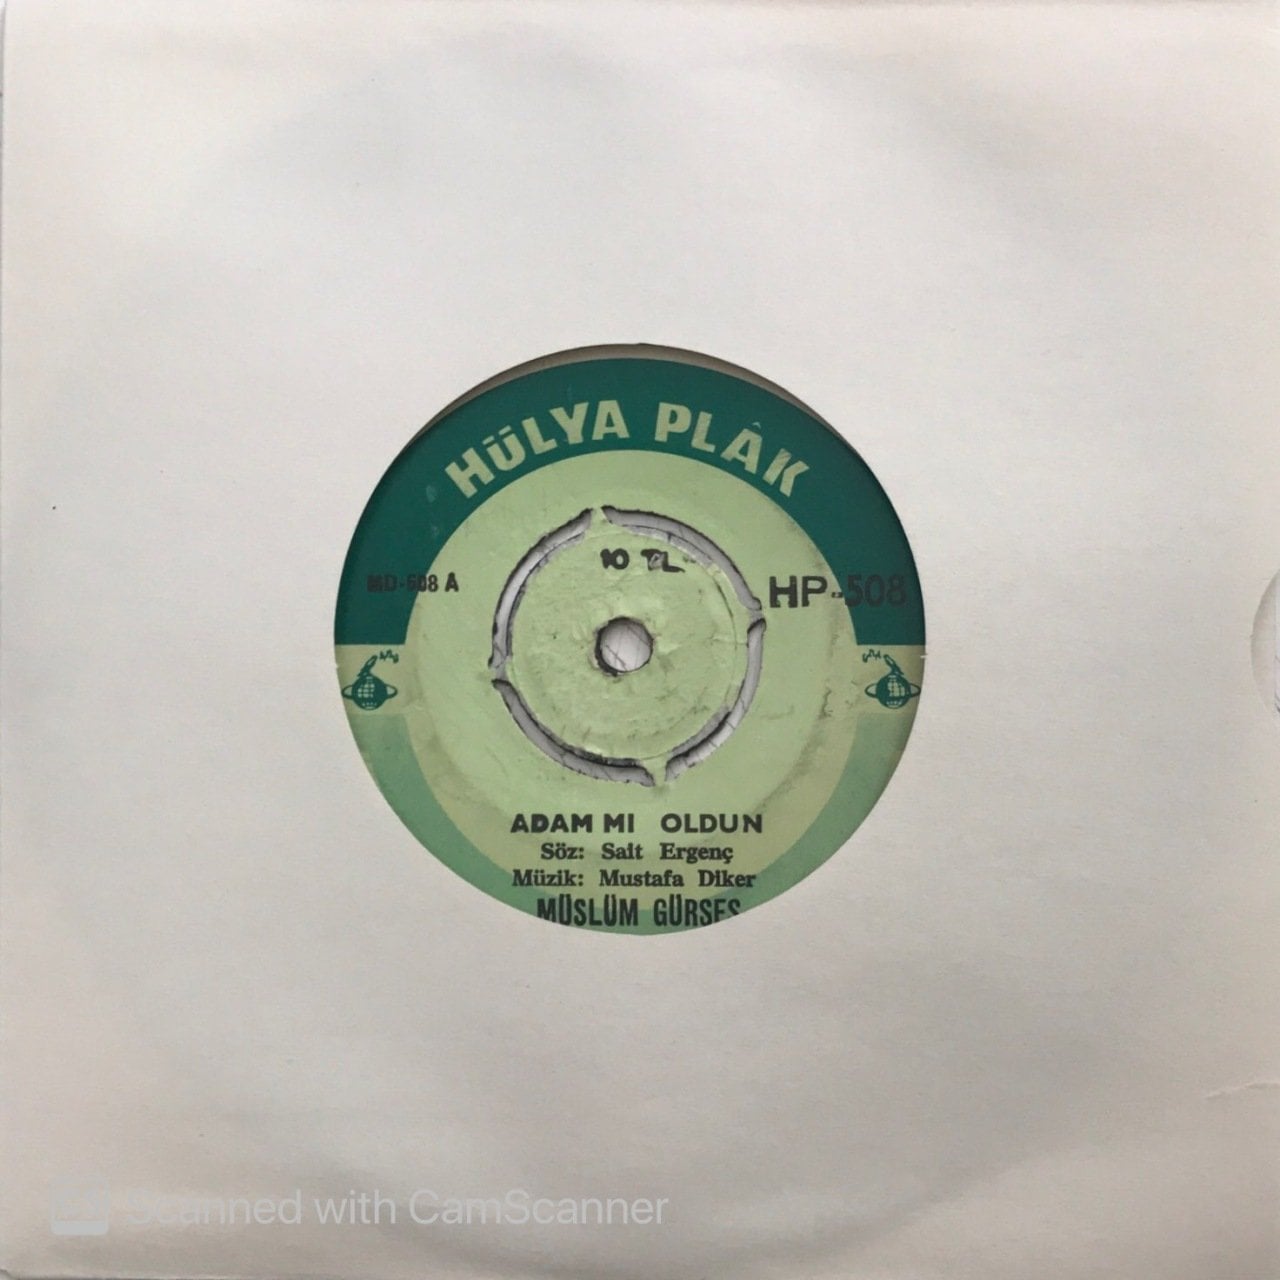 HÜLYA PLÂK
10 TL
MD-508 A
HP-508
ADAM MI OLDUN
Söz: Sait Ergenç
Müzik: Mustafa Diker
MÜSLÜM GÜRSES
Scanned with CamScanner